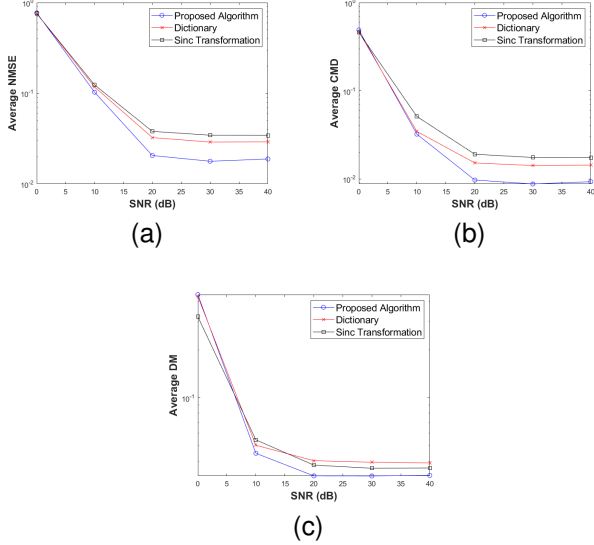 10^0
10^-1
10^-2
Average NMSE
Proposed Algorithm
Dictionary
Sinc Transformation
0 5 10 15 20 25 30 35 40
SNR (dB)
(a)
10^0
10^-1
10^-2
Average CMD
Proposed Algorithm
Dictionary
Sinc Transformation
0 5 10 15 20 25 30 35 40
SNR (dB)
(b)
10^-1
Average DM
Proposed Algorithm
Dictionary
Sinc Transformation
0 5 10 15 20 25 30 35 40
SNR (dB)
(c)